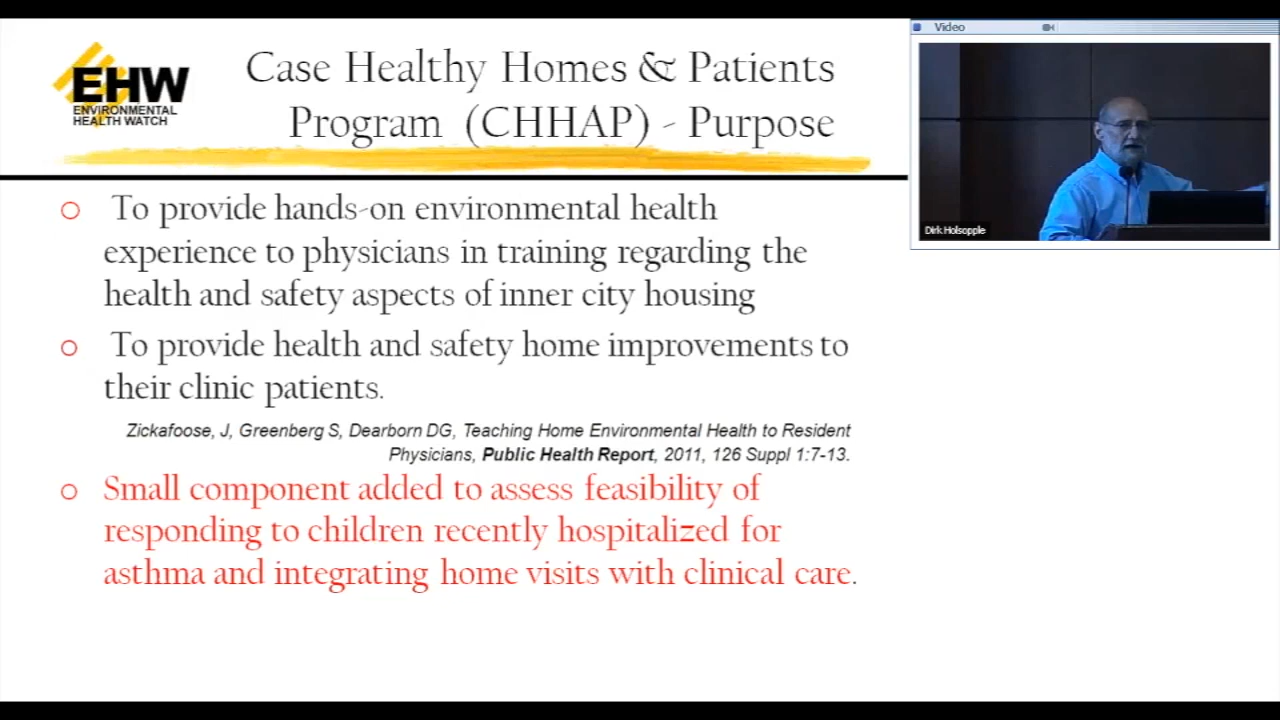 EHW
ENVIRONMENTAL
HEALTH WATCH
Case Healthy Homes & Patients
Program (CHHAP) - Purpose
To provide hands-on environmental health
experience to physicians in training regarding the
health and safety aspects of inner city housing
To provide health and safety home improvements to
their clinic patients.
Zickafoose, J, Greenberg S, Dearborn DG, Teaching Home Environmental Health to Resident
Physicians, Public Health Report, 2011, 126 Suppl 1:7-13.
Small component added to assess feasibility of
responding to children recently hospitalized for
asthma and integrating home visits with clinical care.
Video
Dirk Holsopple